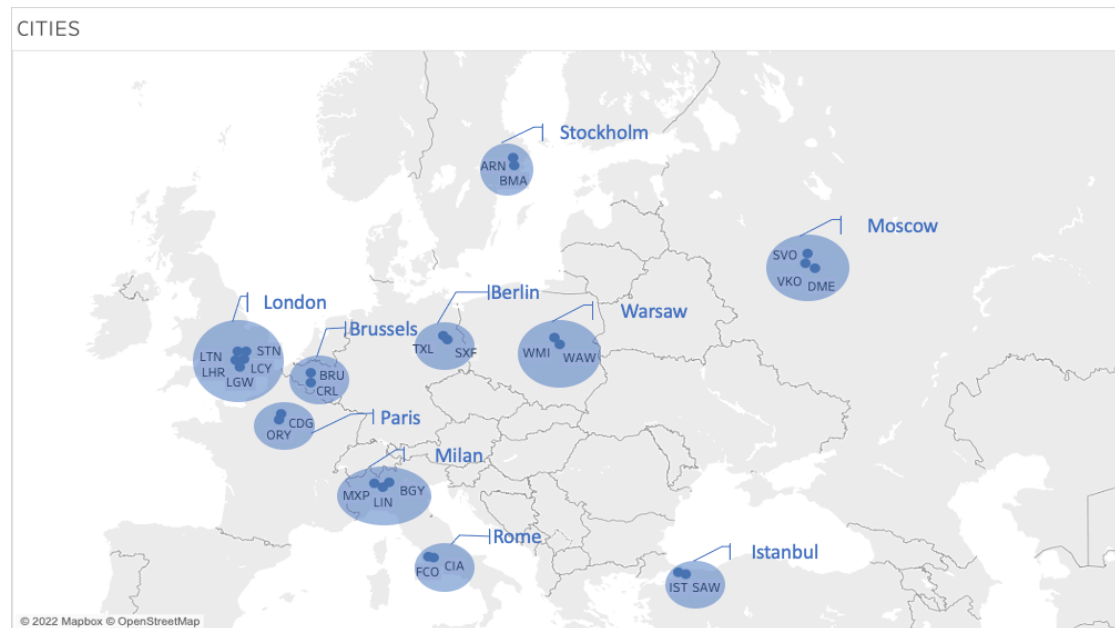 CITIES
Stockholm
ARN
BMA
Moscow
SVO
VKO
DME
London
LTN
STN
LHR
LCY
LGW
Brussels
BRU
CRL
Berlin
TXL
SXF
Warsaw
WMI
WAW
Paris
CDG
ORY
Milan
MXP
BGY
LIN
Rome
FCO
CIA
Istanbul
IST SAW
© 2022 Mapbox © OpenStreetMap